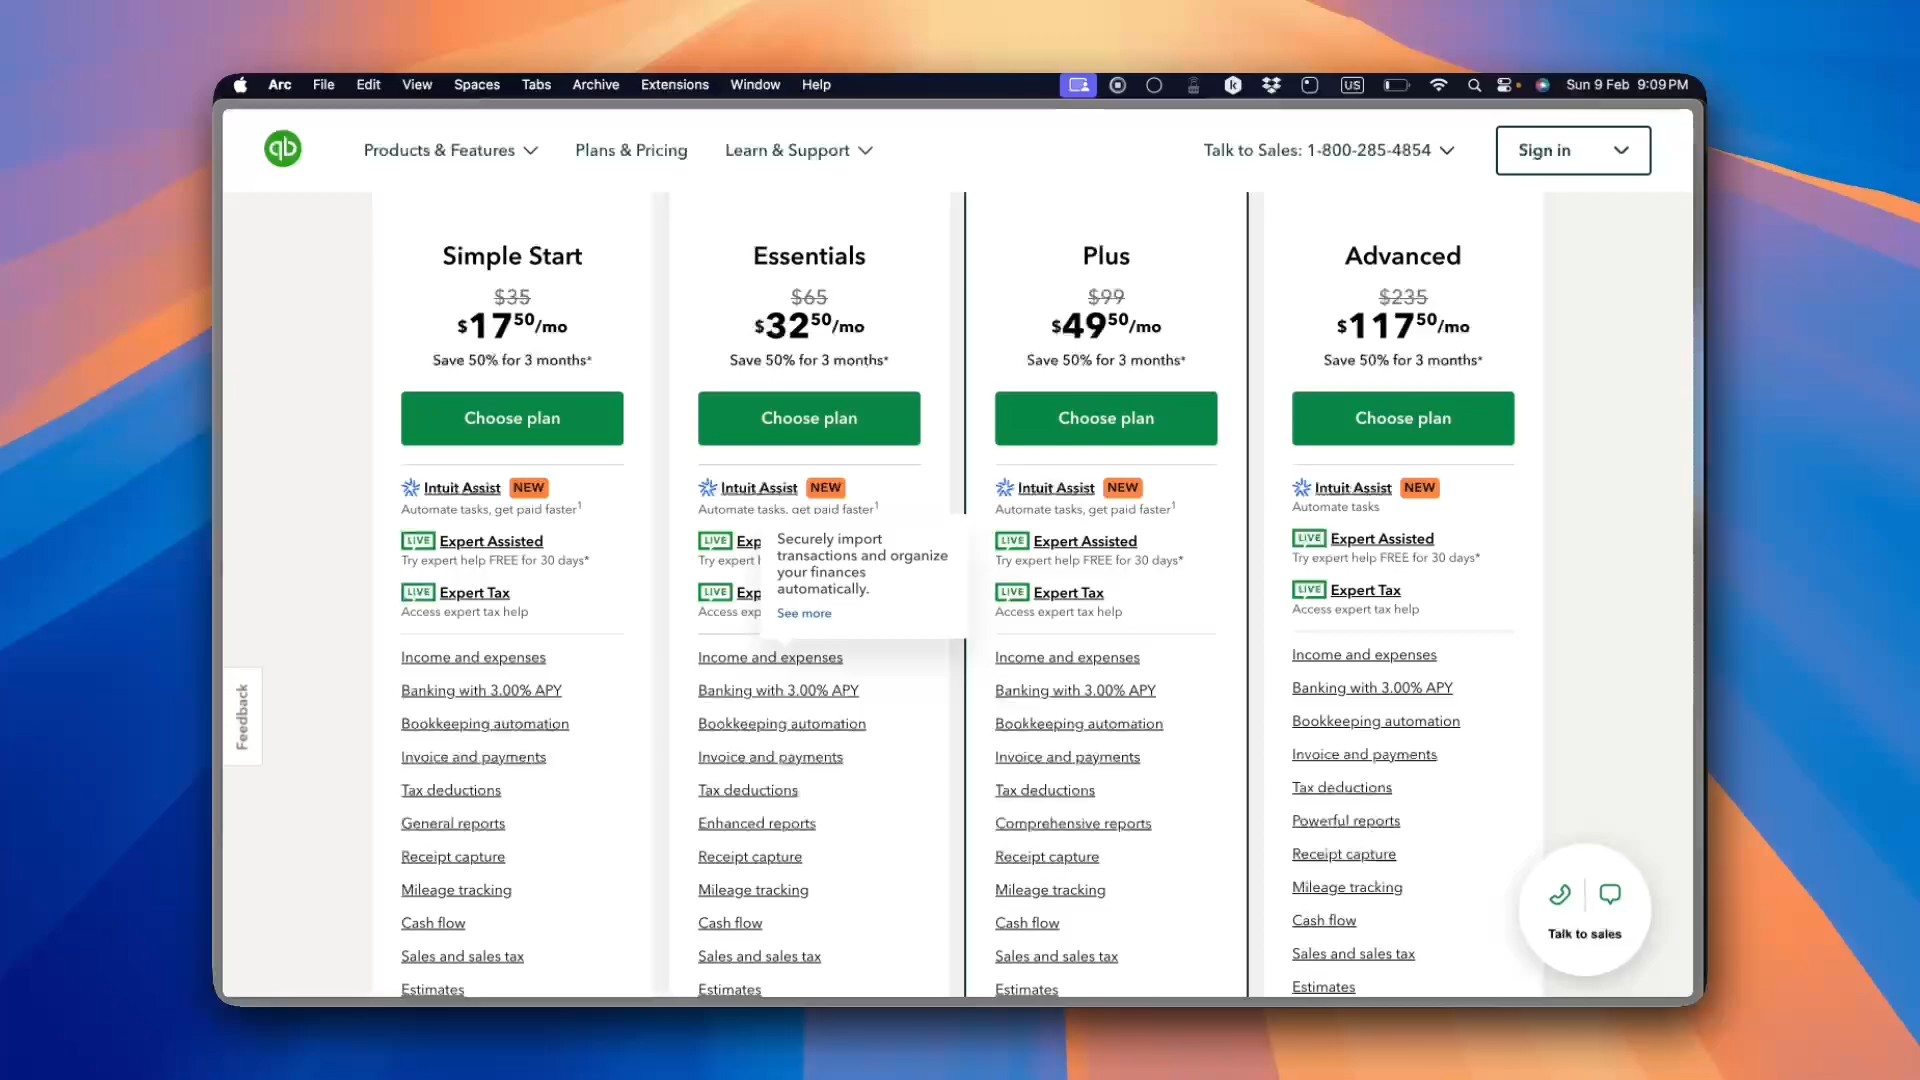 Arc File Edit View Spaces Tabs Archive Extensions Window Help US Sun 9 Feb 9:09 PM
qb Products & Features Plans & Pricing Learn & Support Talk to Sales: 1-800-285-4854 Sign in
Simple Start
$35
$17⁵⁰/mo
Save 50% for 3 months*
Choose plan
Intuit Assist NEW
Automate tasks, get paid faster¹
LIVE Expert Assisted
Try expert help FREE for 30 days*
LIVE Expert Tax
Access expert tax help
Income and expenses
Banking with 3.00% APY
Bookkeeping automation
Invoice and payments
Tax deductions
General reports
Receipt capture
Mileage tracking
Cash flow
Sales and sales tax
Estimates
Essentials
$65
$32⁵⁰/mo
Save 50% for 3 months*
Choose plan
Intuit Assist NEW
Automate tasks, get paid faster¹
LIVE Exp
Try expert
LIVE Exp
Access exp
Securely import
transactions and organize
your finances
automatically.
See more
Income and expenses
Banking with 3.00% APY
Bookkeeping automation
Invoice and payments
Tax deductions
Enhanced reports
Receipt capture
Mileage tracking
Cash flow
Sales and sales tax
Estimates
Plus
$99
$49⁵⁰/mo
Save 50% for 3 months*
Choose plan
Intuit Assist NEW
Automate tasks, get paid faster¹
LIVE Expert Assisted
Try expert help FREE for 30 days*
LIVE Expert Tax
Access expert tax help
Income and expenses
Banking with 3.00% APY
Bookkeeping automation
Invoice and payments
Tax deductions
Comprehensive reports
Receipt capture
Mileage tracking
Cash flow
Sales and sales tax
Estimates
Advanced
$235
$117⁵⁰/mo
Save 50% for 3 months*
Choose plan
Intuit Assist NEW
Automate tasks
LIVE Expert Assisted
Try expert help FREE for 30 days*
LIVE Expert Tax
Access expert tax help
Income and expenses
Banking with 3.00% APY
Bookkeeping automation
Invoice and payments
Tax deductions
Powerful reports
Receipt capture
Mileage tracking
Cash flow
Sales and sales tax
Estimates
Feedback
Talk to sales